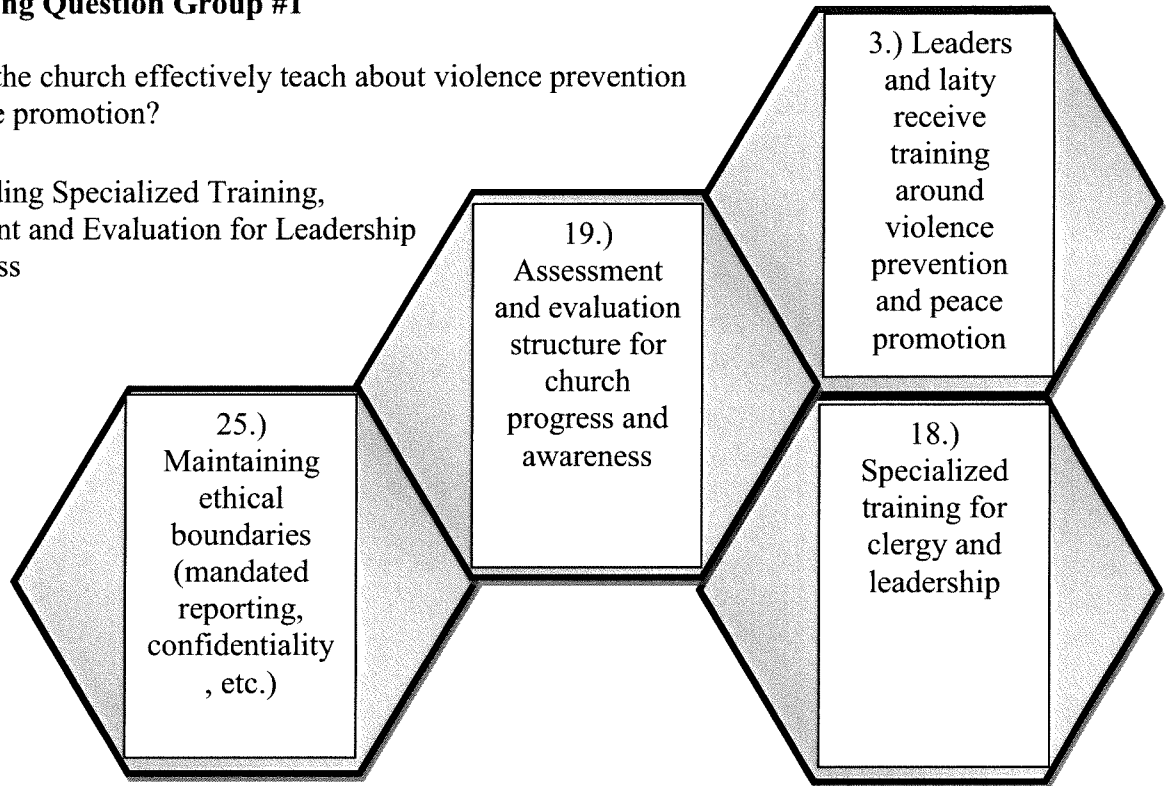 ng Question Group #1
the church effectively teach about violence prevention
e promotion?
ding Specialized Training,
nt and Evaluation for Leadership
ss
3.) Leaders
and laity
receive
training
around
violence
prevention
and peace
promotion
19.)
Assessment
and evaluation
structure for
church
progress and
awareness
18.)
Specialized
training for
clergy and
leadership
25.)
Maintaining
ethical
boundaries
(mandated
reporting,
confidentiality
, etc.)